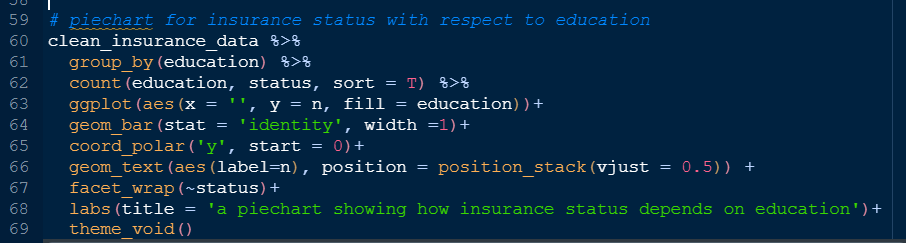 59 # piechart for insurance status with respect to education
60 clean_insurance_data %>%
61 group_by(education) %>%
62 count(education, status, sort = T) %>%
63 ggplot(aes(x = '', y = n, fill = education))+
64 geom_bar(stat = 'identity', width =1)+
65 coord_polar('y', start = 0)+
66 geom_text(aes(label=n), position = position_stack(vjust = 0.5)) +
67 facet_wrap(~status)+
68 labs(title = 'a piechart showing how insurance status depends on education')+
69 theme_void()